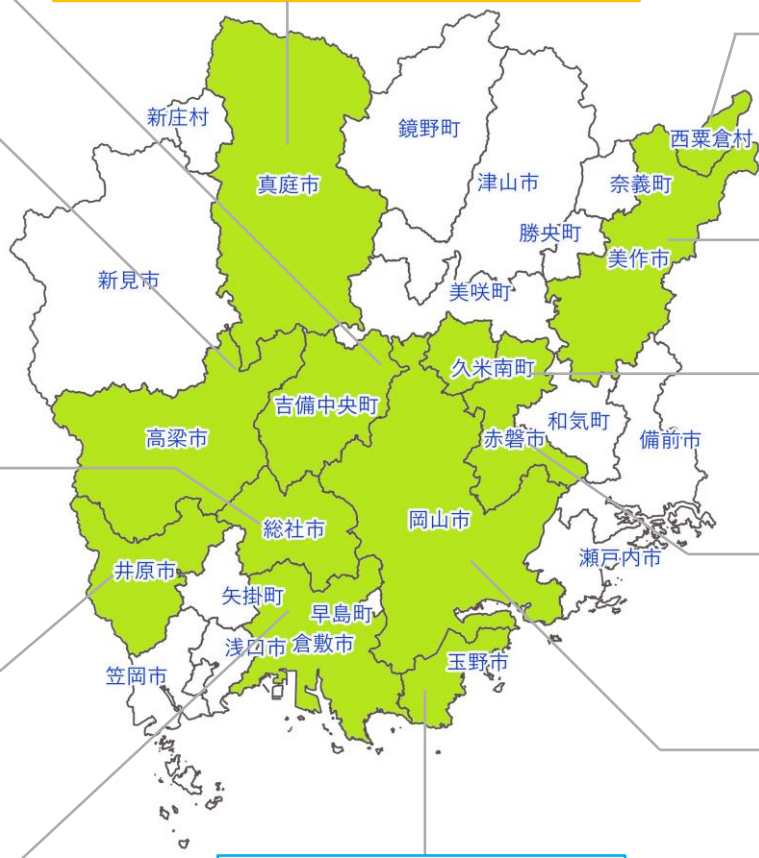 新庄村
鏡野町
西粟倉村
真庭市
津山市
奈義町
勝央町
美作市
新見市
美咲町
久米南町
吉備中央町
和気町
高梁市
赤磐市
備前市
岡山市
総社市
瀬戸内市
井原市
矢掛町
早島町
浅口市
倉敷市
玉野市
笠岡市